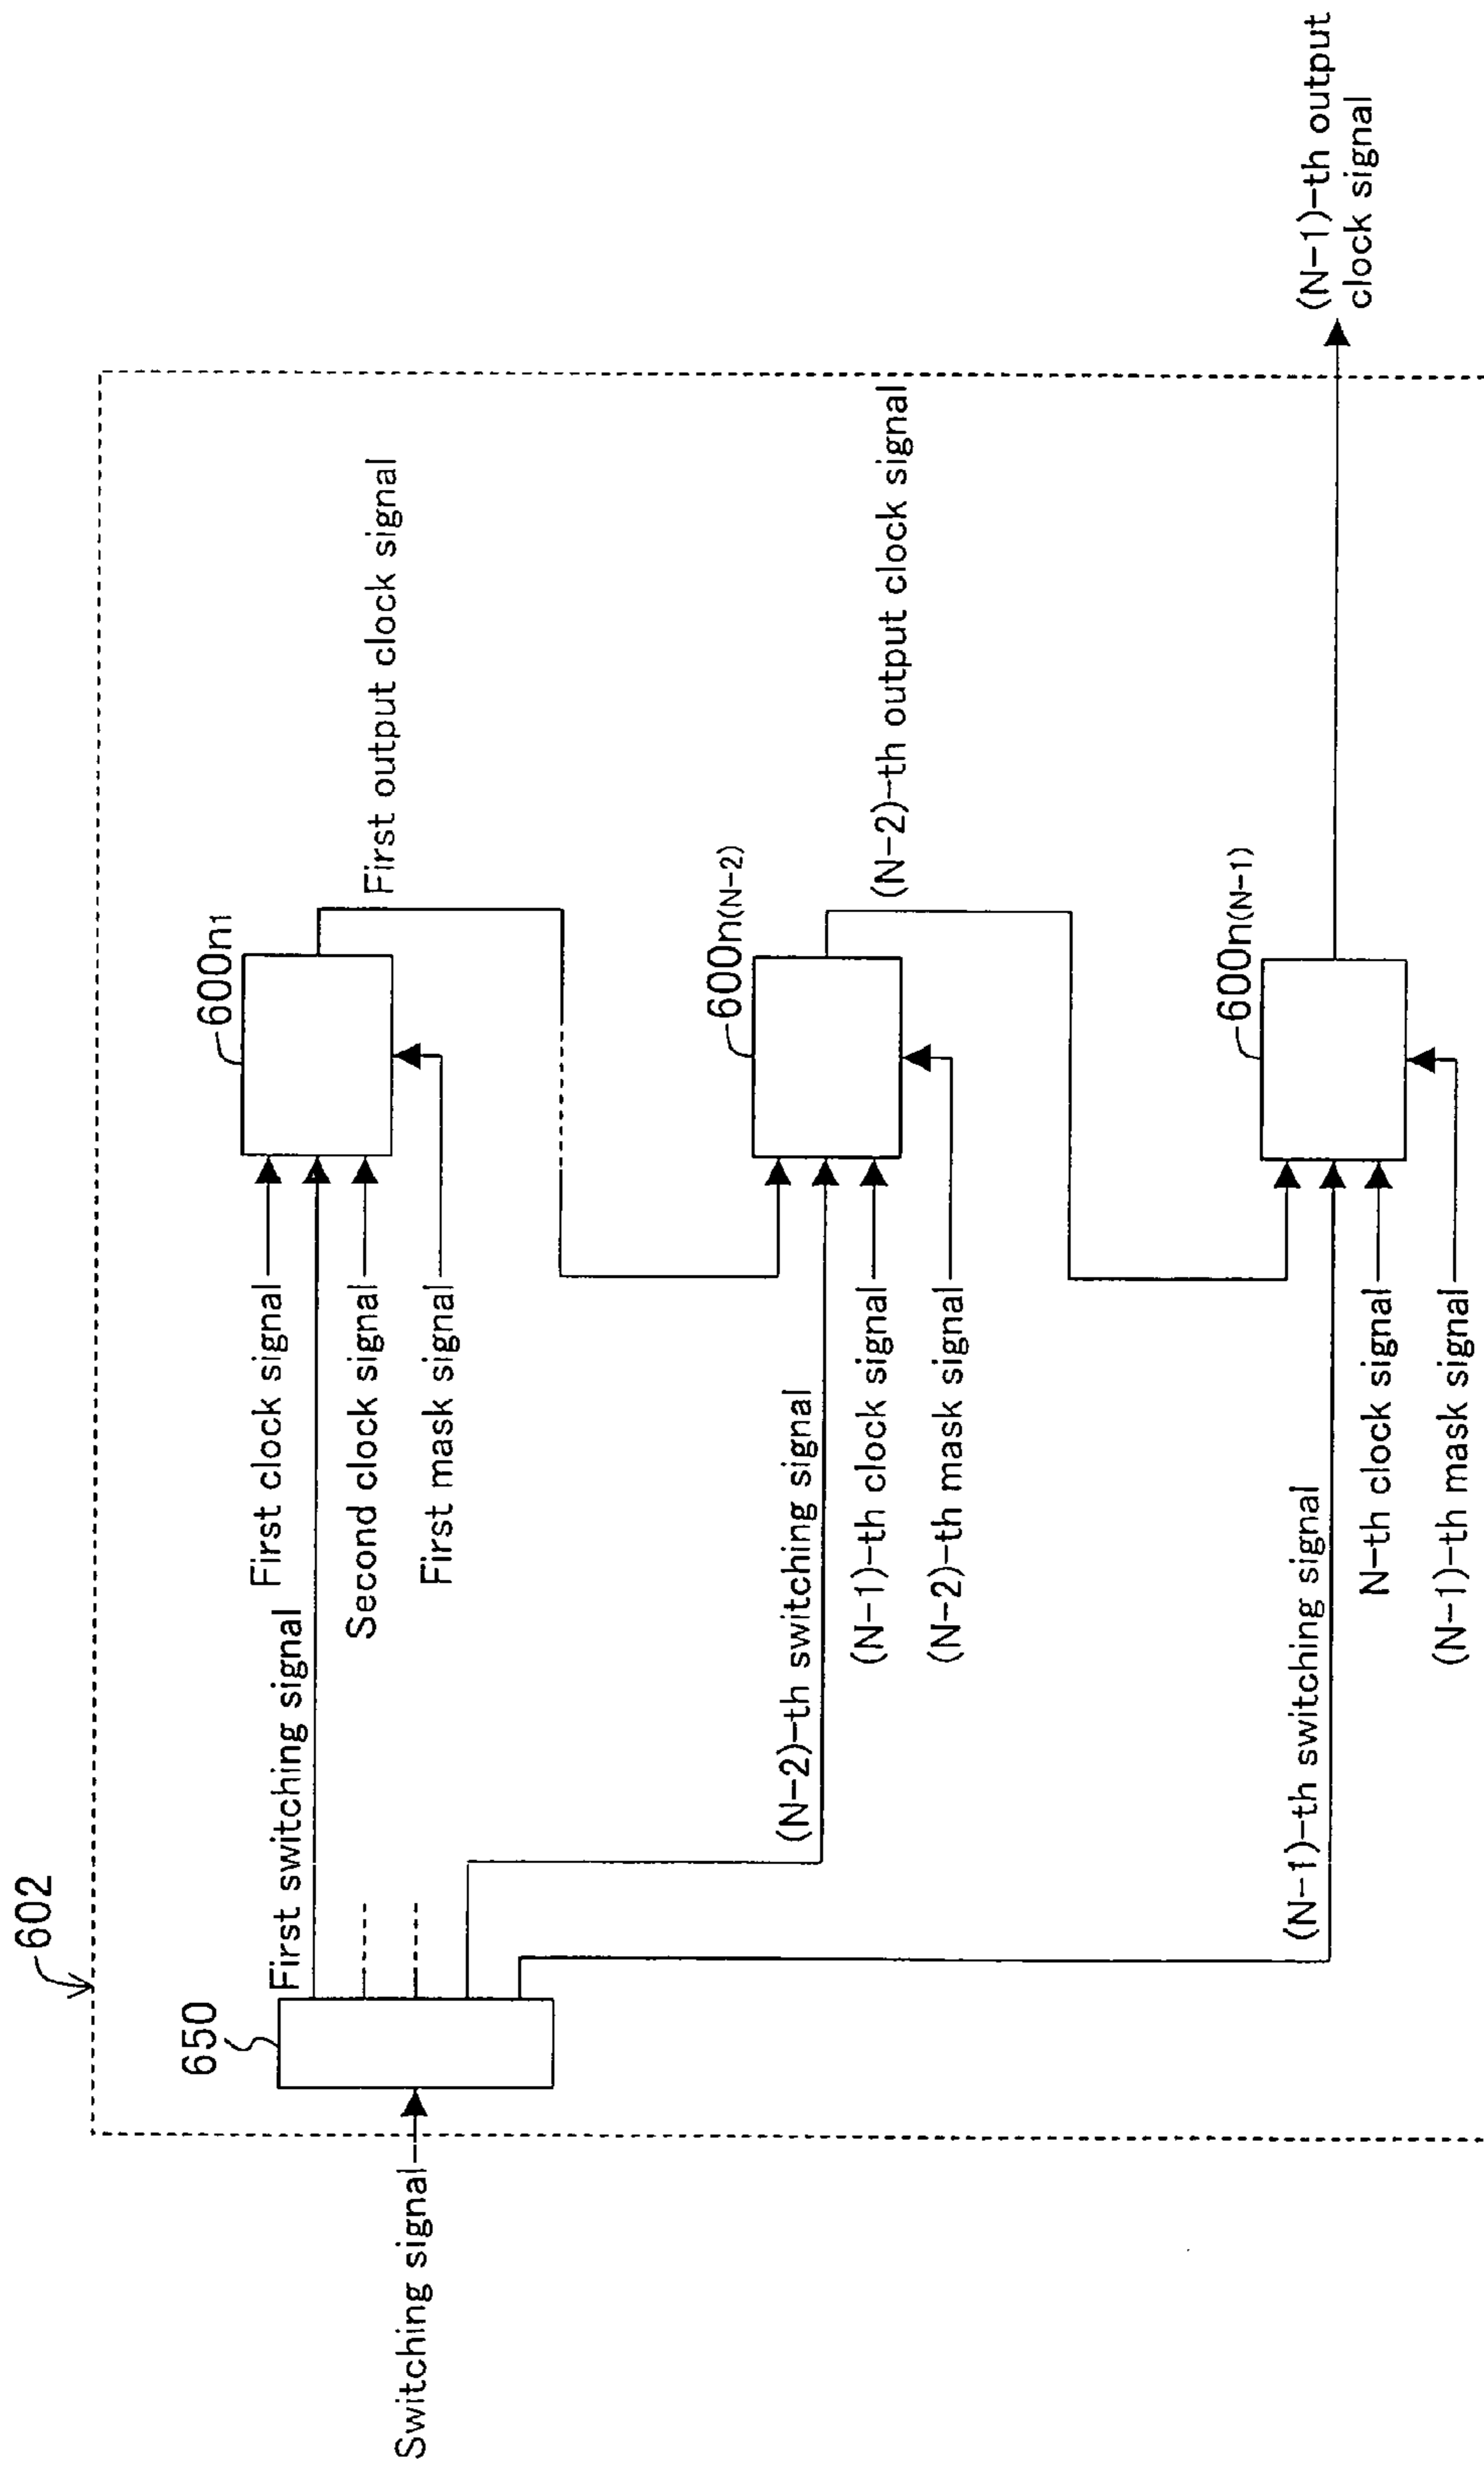 602
650
Switching signal
First switching signal
First clock signal
Second clock signal
First mask signal
600n1
First output clock signal
(N-2)-th switching signal
(N-1)-th clock signal
(N-2)-th mask signal
600n(N-2)
(N-2)-th output clock signal
(N-1)-th switching signal
N-th clock signal
(N-1)-th mask signal
600n(N-1)
(N-1)-th output
clock signal